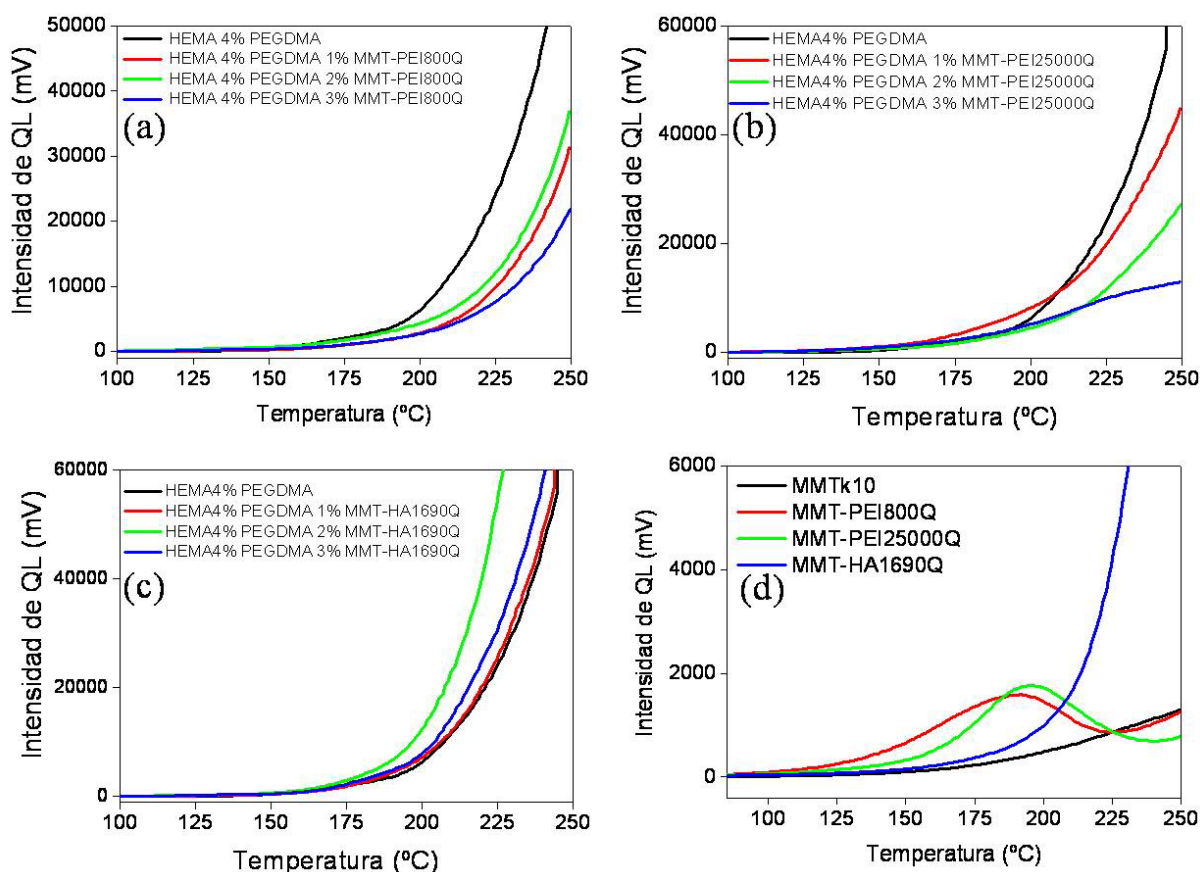 50000
40000
30000
20000
10000
0
Intensidad de QL (mV)
HEMA 4% PEGDMA
HEMA 4% PEGDMA 1% MMT-PEI800Q
HEMA 4% PEGDMA 2% MMT-PEI800Q
HEMA 4% PEGDMA 3% MMT-PEI800Q
(a)
100 125 150 175 200 225 250
Temperatura (ºC)
60000
40000
20000
0
Intensidad de QL (mV)
HEMA4% PEGDMA
HEMA4% PEGDMA 1% MMT-PEI25000Q
HEMA4% PEGDMA 2% MMT-PEI25000Q
HEMA4% PEGDMA 3% MMT-PEI25000Q
(b)
100 125 150 175 200 225 250
Temperatura (ºC)
60000
40000
20000
0
Intensidad de QL (mV)
HEMA4% PEGDMA
HEMA4% PEGDMA 1% MMT-HA1690Q
HEMA4% PEGDMA 2% MMT-HA1690Q
HEMA4% PEGDMA 3% MMT-HA1690Q
(c)
100 125 150 175 200 225 250
Temperatura (ºC)
6000
4000
2000
0
Intensidad de QL (mV)
MMTk10
MMT-PEI800Q
MMT-PEI25000Q
MMT-HA1690Q
(d)
100 125 150 175 200 225 250
Temperatura (ºC)